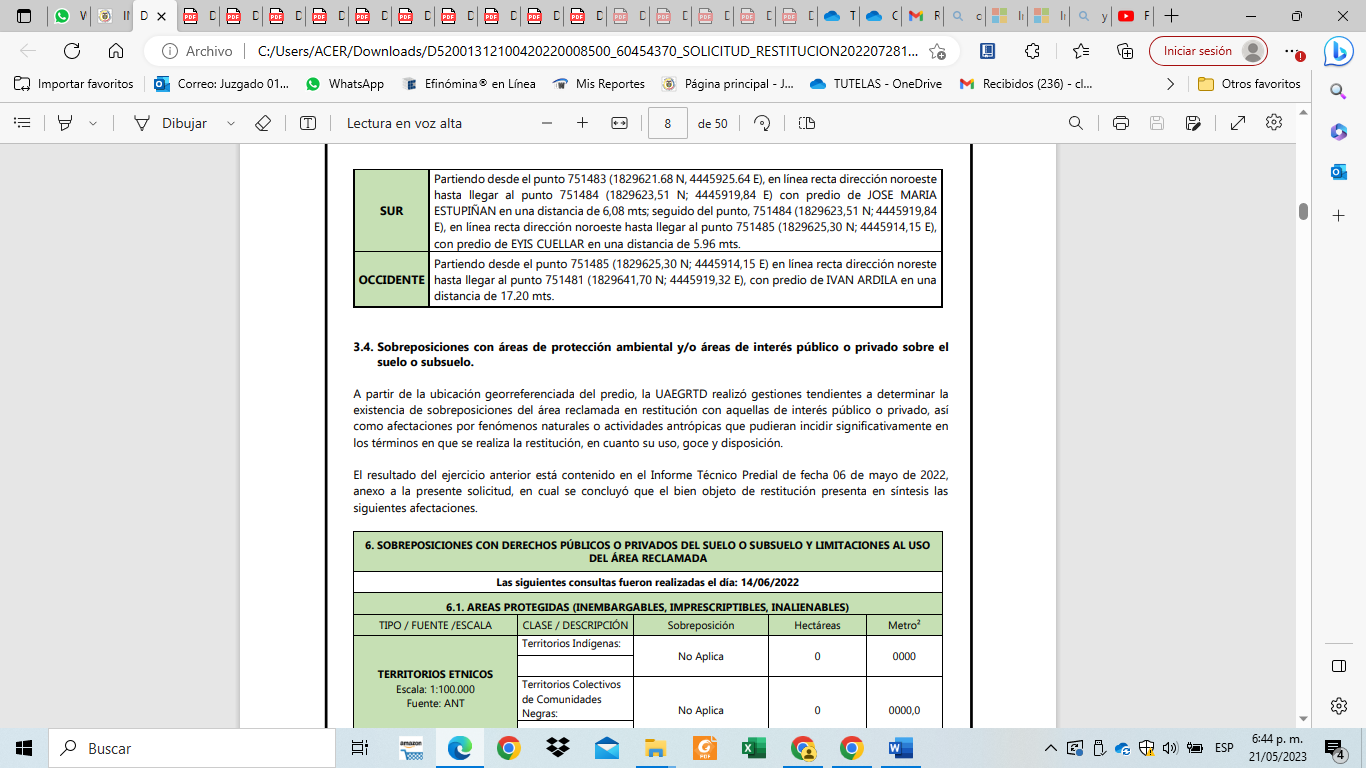 Archivo
C:/Users/ACER/Downloads/D52001312100420220008500_60454370_SOLICITUD_RESTITUCION202207281...
Iniciar sesión
Importar favoritos
Correo: Juzgado 01...
WhatsApp
Efinómina® en Línea
Mis Reportes
Página principal - J...
TUTELAS - OneDrive
Recibidos (236) - cl...
Otros favoritos
Dibujar
Lectura en voz alta
8
de 50
SUR
Partiendo desde el punto 751483 (1829621.68 N, 4445925.64 E), en línea recta dirección noroeste
hasta llegar al punto 751484 (1829623,51 N; 4445919,84 E) con predio de JOSE MARIA
ESTUPIÑAN en una distancia de 6,08 mts; seguido del punto, 751484 (1829623,51 N; 4445919,84
E), en línea recta dirección noroeste hasta llegar al punto 751485 (1829625,30 N; 4445914,15 E),
con predio de EYIS CUELLAR en una distancia de 5.96 mts.
OCCIDENTE
Partiendo desde el punto 751485 (1829625,30 N; 4445914,15 E) en línea recta dirección noreste
hasta llegar al punto 751481 (1829641,70 N; 4445919,32 E), con predio de IVAN ARDILA en una
distancia de 17.20 mts.
3.4. Sobreposiciones con áreas de protección ambiental y/o áreas de interés público o privado sobre el
suelo o subsuelo.
A partir de la ubicación georreferenciada del predio, la UAEGRTD realizó gestiones tendientes a determinar la
existencia de sobreposiciones del área reclamada en restitución con aquellas de interés público o privado, así
como afectaciones por fenómenos naturales o actividades antrópicas que pudieran incidir significativamente en
los términos en que se realiza la restitución, en cuanto su uso, goce y disposición.
El resultado del ejercicio anterior está contenido en el Informe Técnico Predial de fecha 06 de mayo de 2022,
anexo a la presente solicitud, en cual se concluyó que el bien objeto de restitución presenta en síntesis las
siguientes afectaciones.
6. SOBREPOSICIONES CON DERECHOS PÚBLICOS O PRIVADOS DEL SUELO O SUBSUELO Y LIMITACIONES AL USO
DEL ÁREA RECLAMADA
Las siguientes consultas fueron realizadas el día: 14/06/2022
6.1. AREAS PROTEGIDAS (INEMBARGABLES, IMPRESCRIPTIBLES, INALIENABLES)
TIPO / FUENTE /ESCALA CLASE / DESCRIPCIÓN Sobreposición Hectáreas Metro²
TERRITORIOS ETNICOS
Escala: 1:100.000
Fuente: ANT
Territorios Indígenas:
No Aplica 0 0000
Territorios Colectivos
de Comunidades
Negras:
No Aplica 0 0000,0
Buscar
ESP
6:44 p. m.
21/05/2023
4